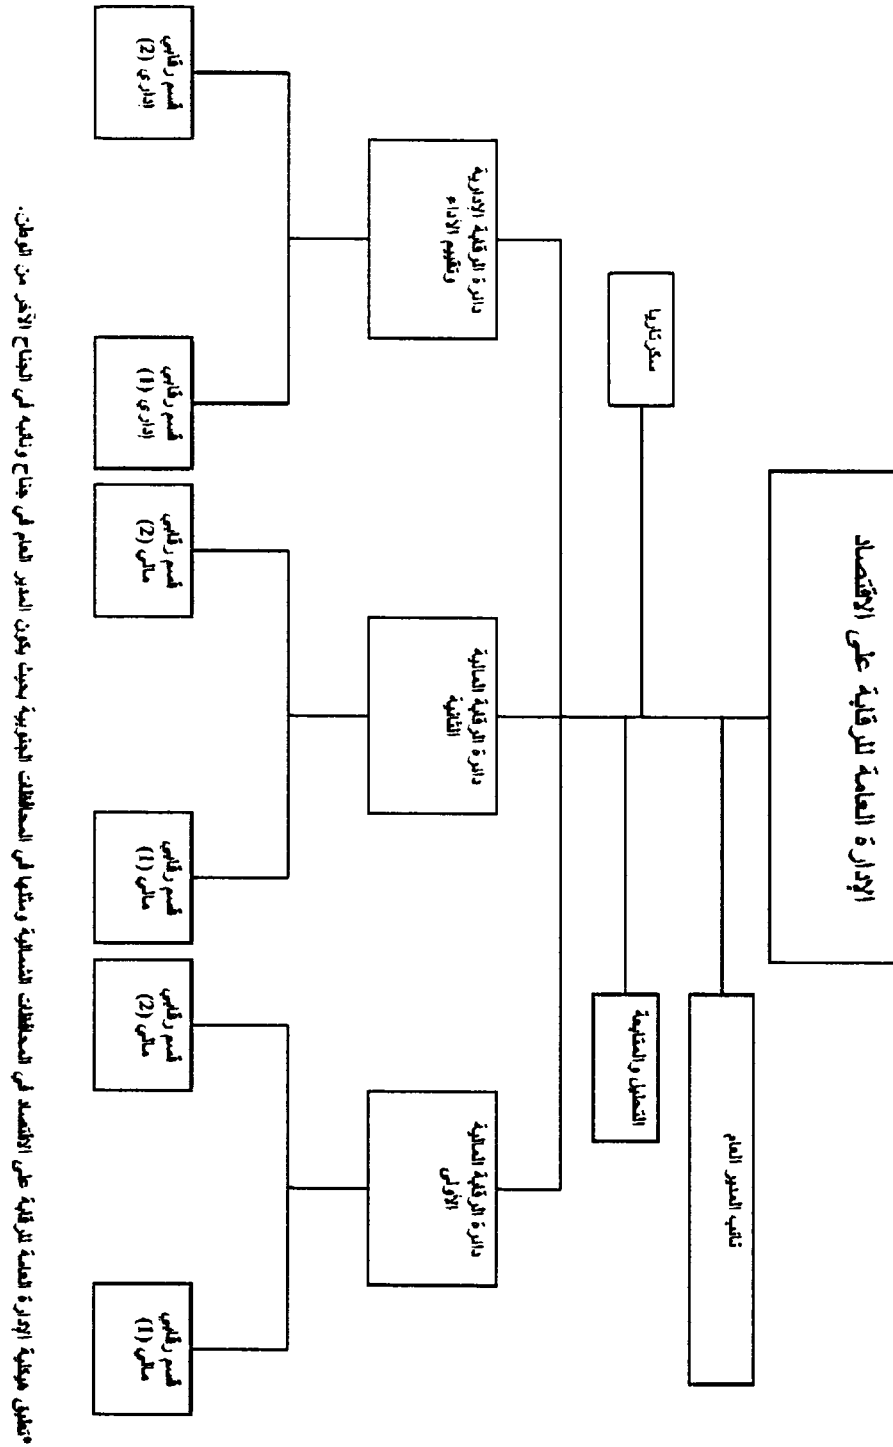 الإدارة العامة للرقابة على الاقتصاد
نائب المدير العام
سكرتاريا
التحليل والمتابعة
دائرة الرقابة المالية
الأولى
دائرة الرقابة المالية
الثانية
دائرة الرقابة الإدارية
وتقييم الأداء
قسم رقابي
مالي (1)
قسم رقابي
مالي (2)
قسم رقابي
مالي (1)
قسم رقابي
مالي (2)
قسم رقابي
إداري (1)
قسم رقابي
إداري (2)
*تطبق هيكلية الإدارة العامة للرقابة على الاقتصاد في المحافظات الشمالية ومثلها في المحافظات الجنوبية بحيث يكون المدير العام في جناح ونائبه في الجناح الآخر من الوطن.